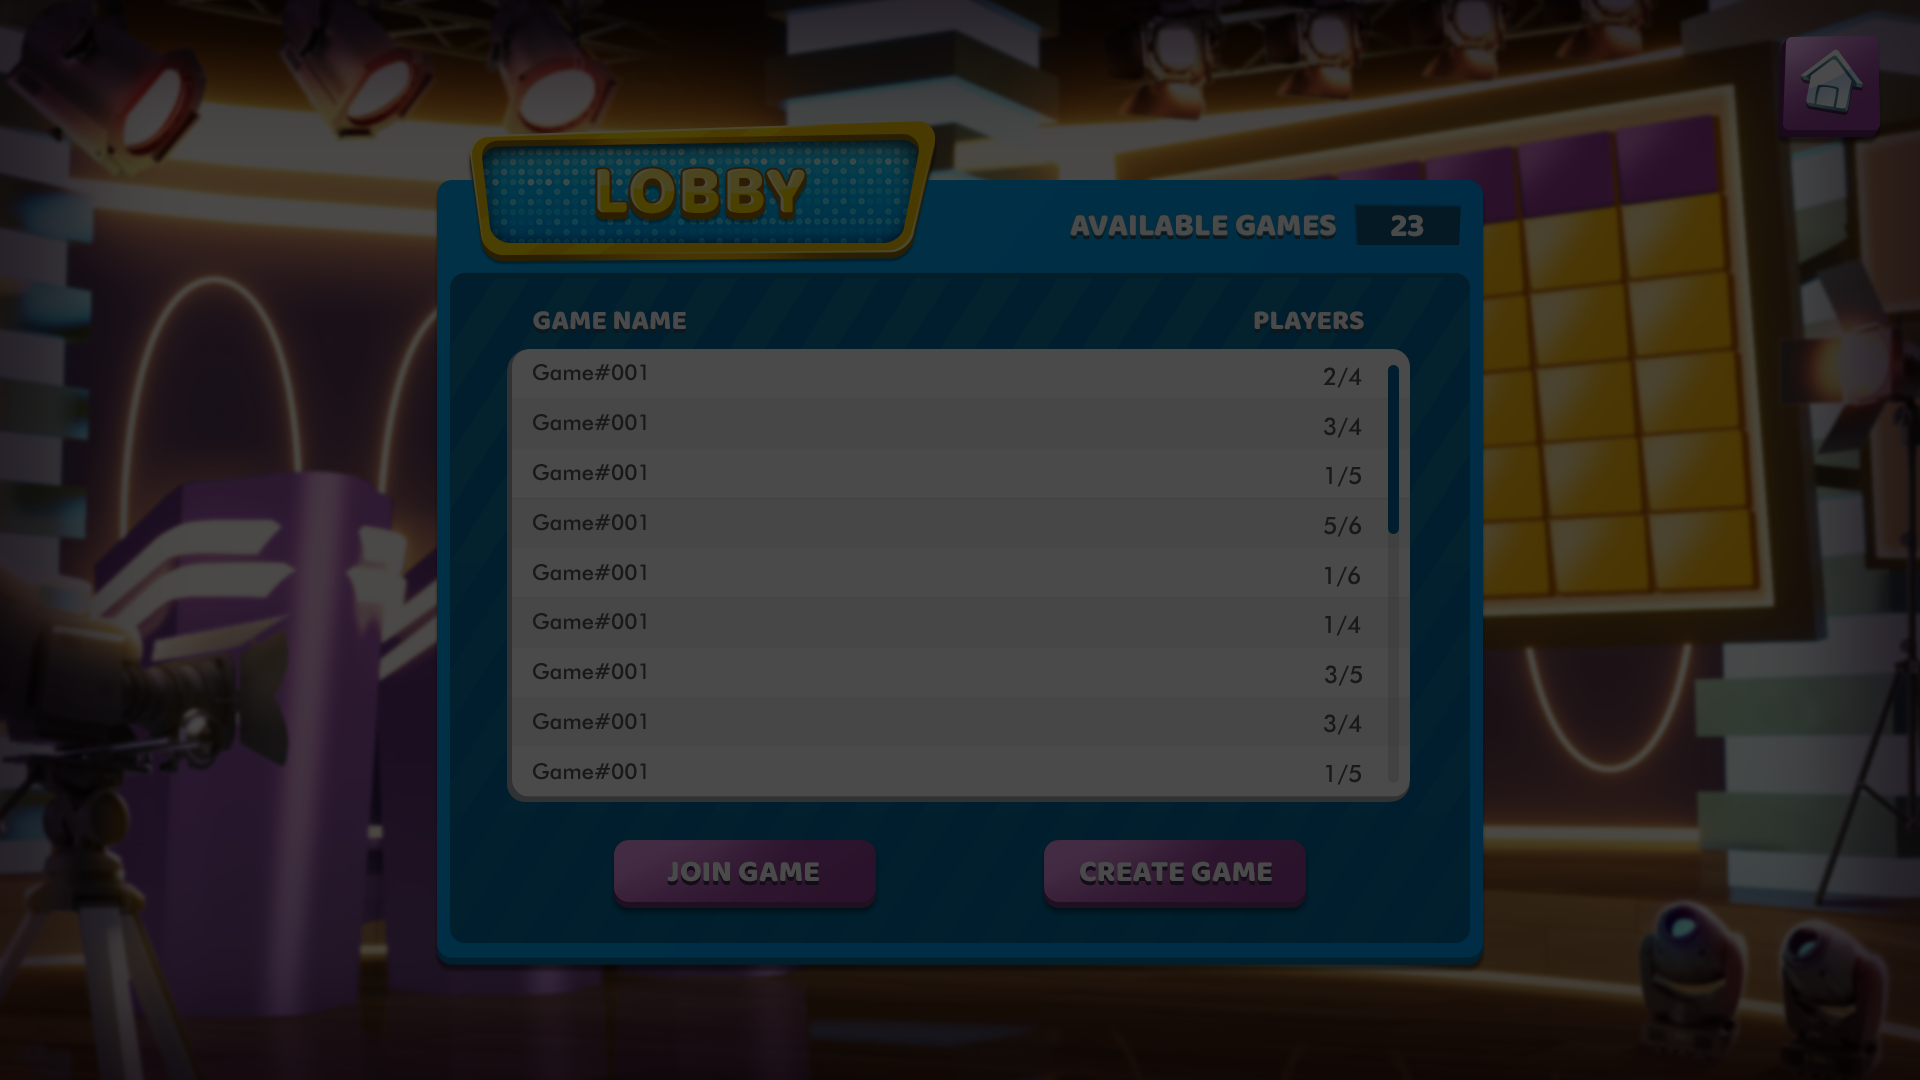 LOBBY
AVAILABLE GAMES 23
GAME NAME PLAYERS
Game#001 2/4
Game#001 3/4
Game#001 1/5
Game#001 5/6
Game#001 1/6
Game#001 1/4
Game#001 3/5
Game#001 3/4
Game#001 1/5
JOIN GAME CREATE GAME